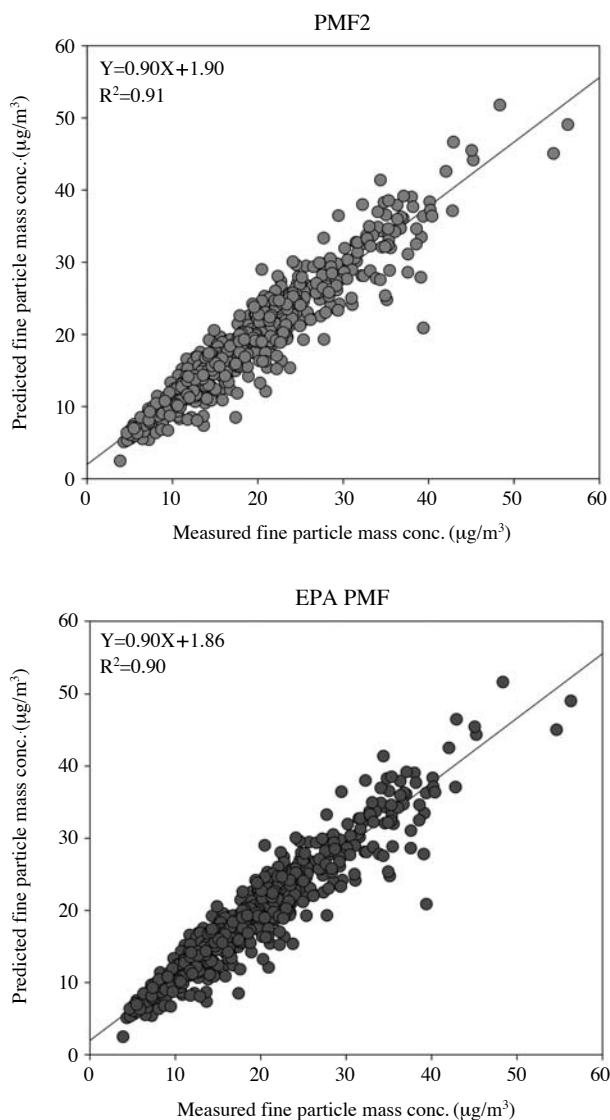 PMF2
60
Y=0.90X+1.90
R²=0.91
50
40
30
20
10
0
Predicted fine particle mass conc. (μg/m³)
0 10 20 30 40 50 60
Measured fine particle mass conc. (μg/m³)
EPA PMF
60
Y=0.90X+1.86
R²=0.90
50
40
30
20
10
0
Predicted fine particle mass conc. (μg/m³)
0 10 20 30 40 50 60
Measured fine particle mass conc. (μg/m³)